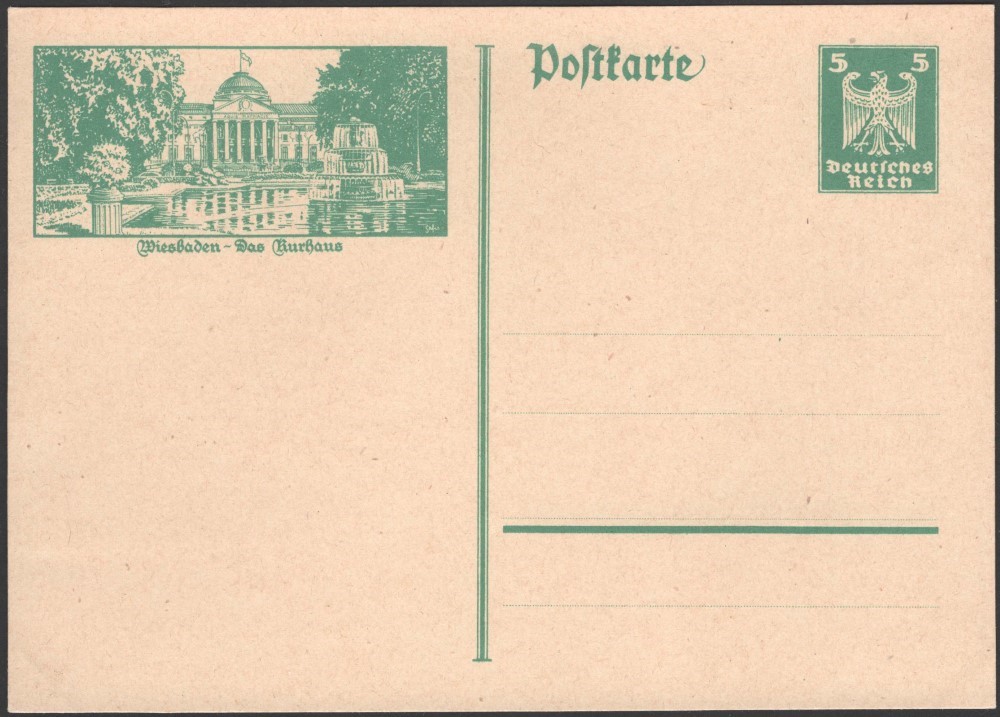 Wiesbaden - Das Kurhaus
Postkarte
5 5
Deutsches
Reich